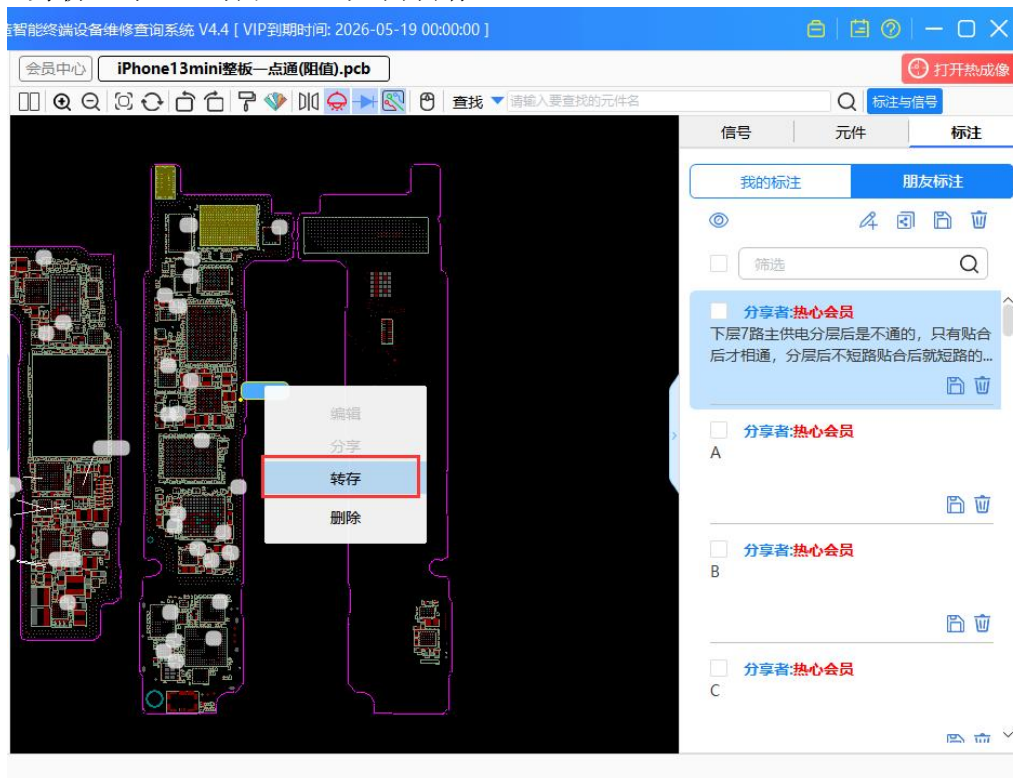 智能终端设备维修查询系统 V4.4 [ VIP到期时间: 2026-05-19 00:00:00 ]
会员中心
iPhone13mini整板一点通(阻值).pcb
打开热成像
查找
请输入要查找的元件名
标注与信号
信号
元件
标注
我的标注
朋友标注
筛选
分享者:热心会员
下层7路主供电分层后是不通的，只有贴合
后才相通，分层后不短路贴合后就短路的...
编辑
分享
转存
删除
分享者:热心会员
A
分享者:热心会员
B
分享者:热心会员
C